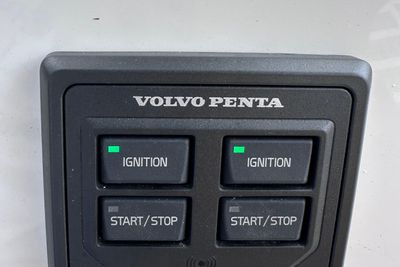 VOLVO PENTA
IGNITION IGNITION
START/STOP START/STOP